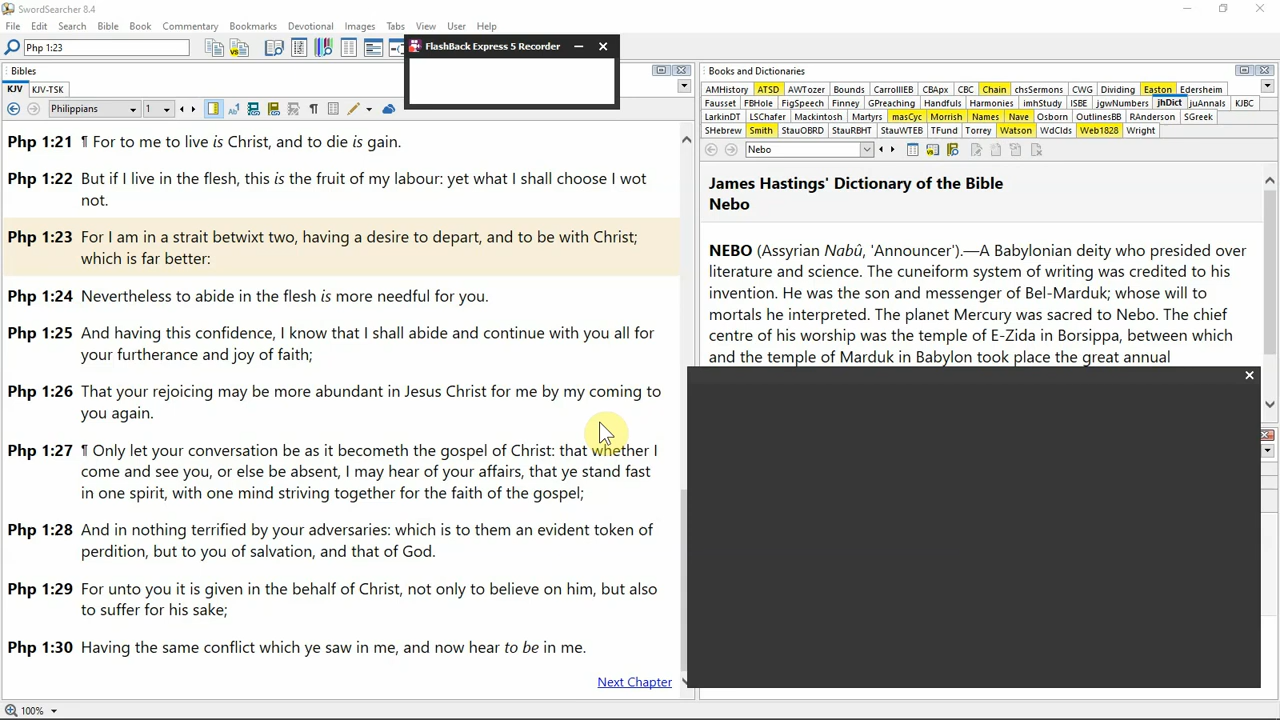 SwordSearcher 8.4
File Edit Search Bible Book Commentary Bookmarks Devotional Images Tabs View User Help
Php 1:23
FlashBack Express 5 Recorder
Bibles
KJV KJV-TSK
Philippians 1
Php 1:21 ¶ For to me to live is Christ, and to die is gain.
Php 1:22 But if I live in the flesh, this is the fruit of my labour: yet what I shall choose I wot
not.
Php 1:23 For I am in a strait betwixt two, having a desire to depart, and to be with Christ;
which is far better:
Php 1:24 Nevertheless to abide in the flesh is more needful for you.
Php 1:25 And having this confidence, I know that I shall abide and continue with you all for
your furtherance and joy of faith;
Php 1:26 That your rejoicing may be more abundant in Jesus Christ for me by my coming to
you again.
Php 1:27 ¶ Only let your conversation be as it becometh the gospel of Christ: that whether I
come and see you, or else be absent, I may hear of your affairs, that ye stand fast
in one spirit, with one mind striving together for the faith of the gospel;
Php 1:28 And in nothing terrified by your adversaries: which is to them an evident token of
perdition, but to you of salvation, and that of God.
Php 1:29 For unto you it is given in the behalf of Christ, not only to believe on him, but also
to suffer for his sake;
Php 1:30 Having the same conflict which ye saw in me, and now hear to be in me.
Next Chapter
100%
Books and Dictionaries
AMHistory ATSD AWTozer Bounds CarrollEB CBApx CBC Chain chsSermons CWG Dividing Easton Edersheim
Fausset FBHole FigSpeech Finney GPreaching Handfuls Harmonies imhStudy ISBE jgwNumbers jhDict juAnnals KJBC
LarkinDT LSChafer Mackintosh Martyrs masCyc Morrish Names Nave Osborn OutlinesBB RAnderson SGreek
SHebrew Smith StauOBRD StauRBHT StauWTEB TFund Torrey Watson WdClds Web1828 Wright
Nebo
James Hastings' Dictionary of the Bible
Nebo
NEBO (Assyrian Nabû, 'Announcer').—A Babylonian deity who presided over
literature and science. The cuneiform system of writing was credited to his
invention. He was the son and messenger of Bel-Marduk; whose will to
mortals he interpreted. The planet Mercury was sacred to Nebo. The chief
centre of his worship was the temple of E-Zida in Borsippa, between which
and the temple of Marduk in Babylon took place the great annual